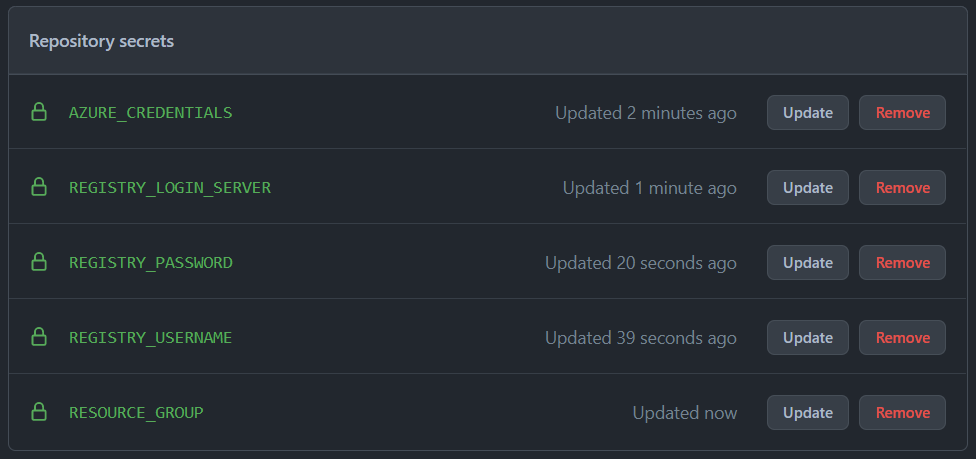 Repository secrets
AZURE_CREDENTIALS Updated 2 minutes ago Update Remove
REGISTRY_LOGIN_SERVER Updated 1 minute ago Update Remove
REGISTRY_PASSWORD Updated 20 seconds ago Update Remove
REGISTRY_USERNAME Updated 39 seconds ago Update Remove
RESOURCE_GROUP Updated now Update Remove